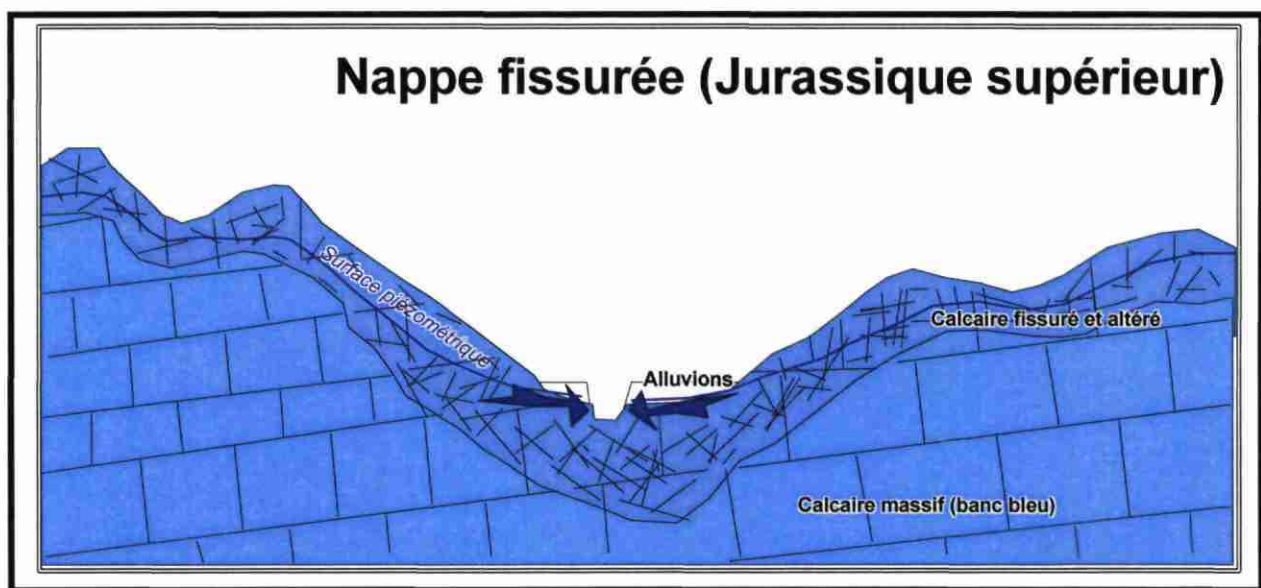 Nappe fissurée (Jurassique supérieur)
Surface piézométrique
Calcaire fissuré et altéré
Alluvions
Calcaire massif (banc bleu)